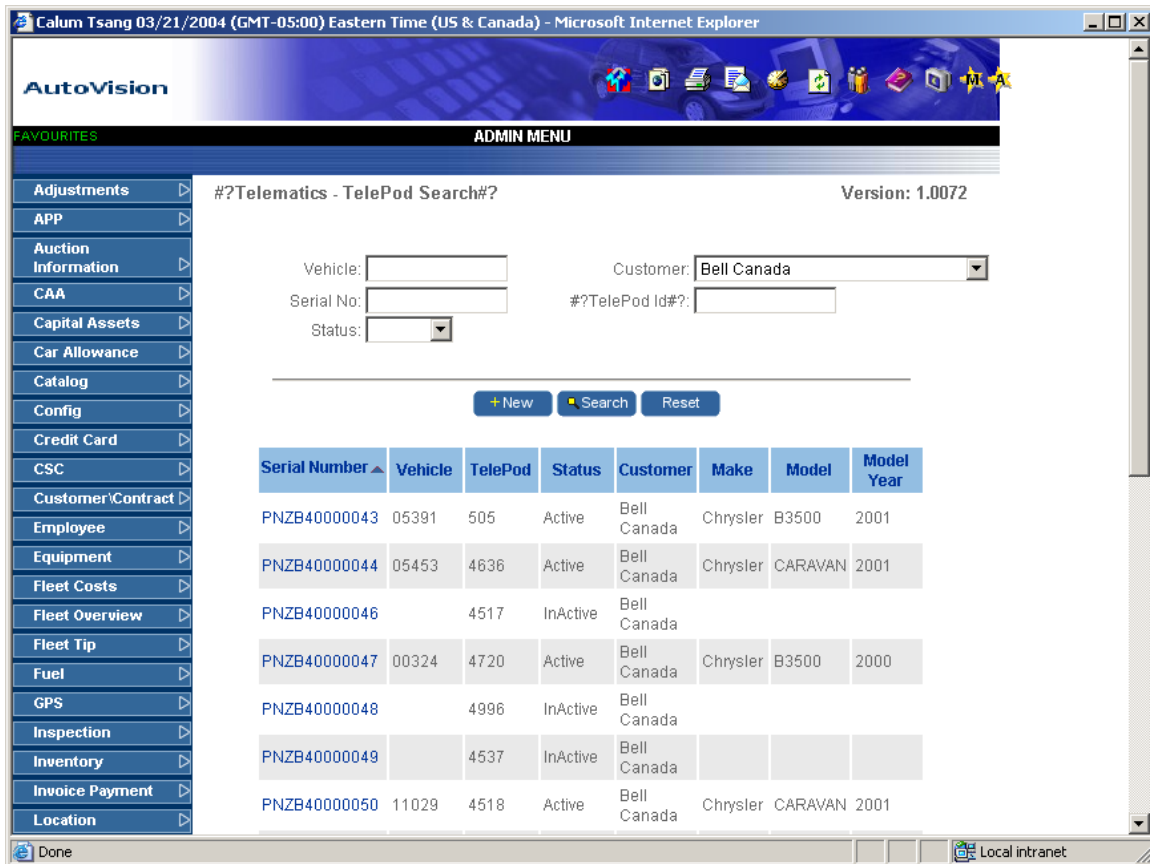 Calum Tsang 03/21/2004 (GMT-05:00) Eastern Time (US & Canada) - Microsoft Internet Explorer
AutoVision
M A
FAVOURITES ADMIN MENU
Adjustments
APP
Auction
Information
CAA
Capital Assets
Car Allowance
Catalog
Config
Credit Card
CSC
Customer\Contract
Employee
Equipment
Fleet Costs
Fleet Overview
Fleet Tip
Fuel
GPS
Inspection
Inventory
Invoice Payment
Location
#?Telematics - TelePod Search#? Version: 1.0072
Vehicle: Customer: Bell Canada
Serial No: #?TelePod Id#?:
Status:
+New Search Reset
Serial Number Vehicle TelePod Status Customer Make Model Model Year
PNZB40000043 05391 505 Active Bell Canada Chrysler B3500 2001
PNZB40000044 05453 4636 Active Bell Canada Chrysler CARAVAN 2001
PNZB40000046 4517 InActive Bell Canada
PNZB40000047 00324 4720 Active Bell Canada Chrysler B3500 2000
PNZB40000048 4996 InActive Bell Canada
PNZB40000049 4537 InActive Bell Canada
PNZB40000050 11029 4518 Active Bell Canada Chrysler CARAVAN 2001
Done Local intranet